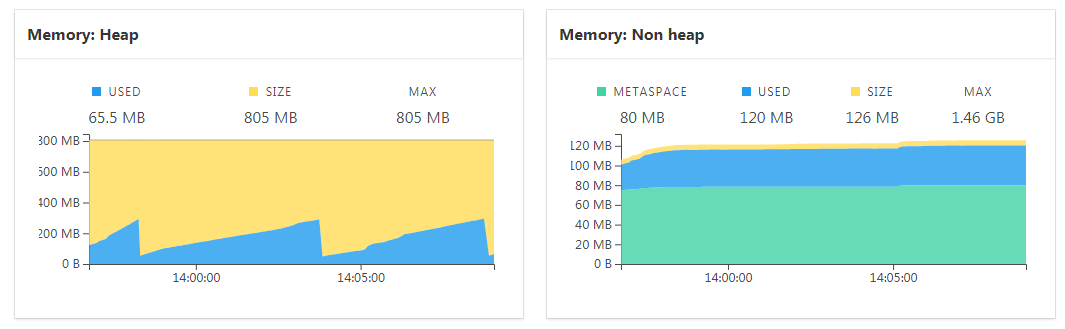 Memory: Heap
USED SIZE MAX
65.5 MB 805 MB 805 MB
800 MB
600 MB
400 MB
200 MB
0 B
14:00:00 14:05:00
Memory: Non heap
METASPACE USED SIZE MAX
80 MB 120 MB 126 MB 1.46 GB
120 MB
100 MB
80 MB
60 MB
40 MB
20 MB
0 B
14:00:00 14:05:00